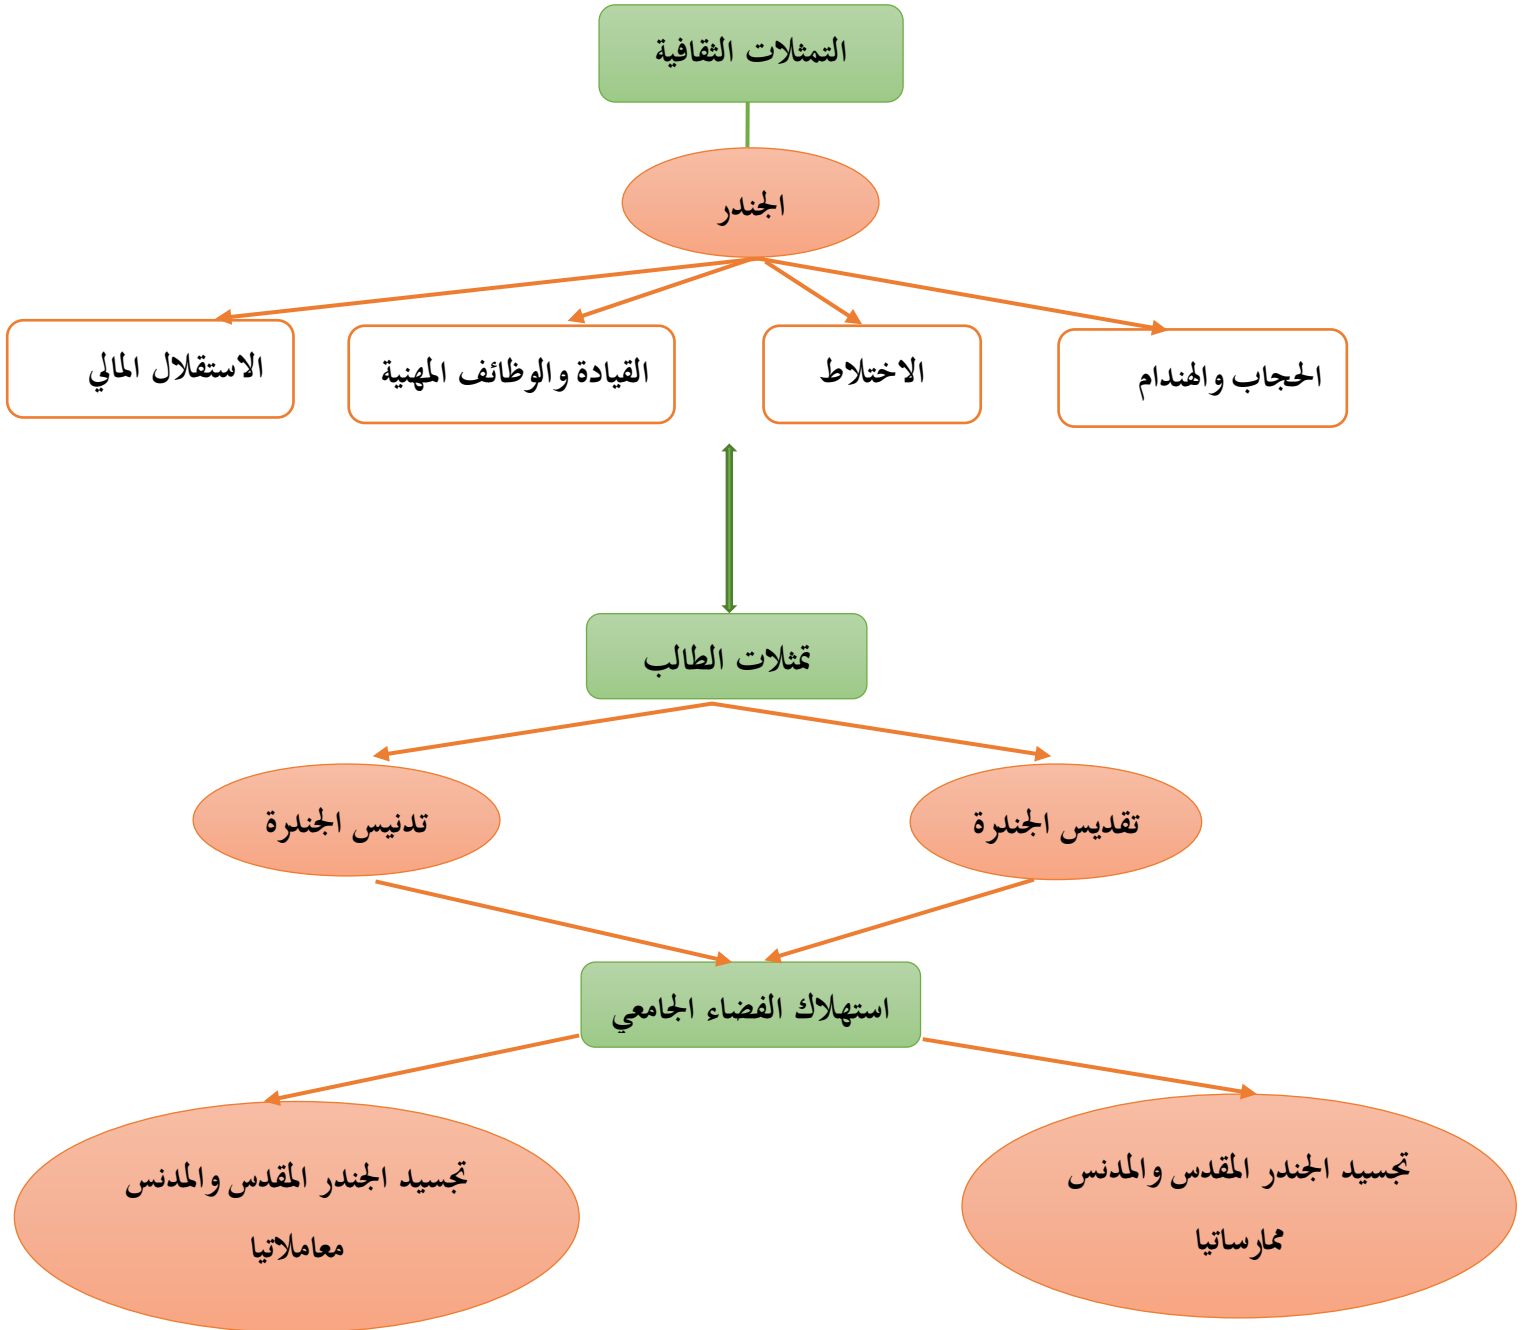 التمثلات الثقافية
الجندر
الحجاب والهندام
الاختلاط
القيادة والوظائف المهنية
الاستقلال المالي
تمثلات الطالب
تقديس الجندرة
تدنيس الجندرة
استهلاك الفضاء الجامعي
تجسيد الجندر المقدس والمدنس
ممارساتيا
تجسيد الجندر المقدس والمدنس
معاملاتيا